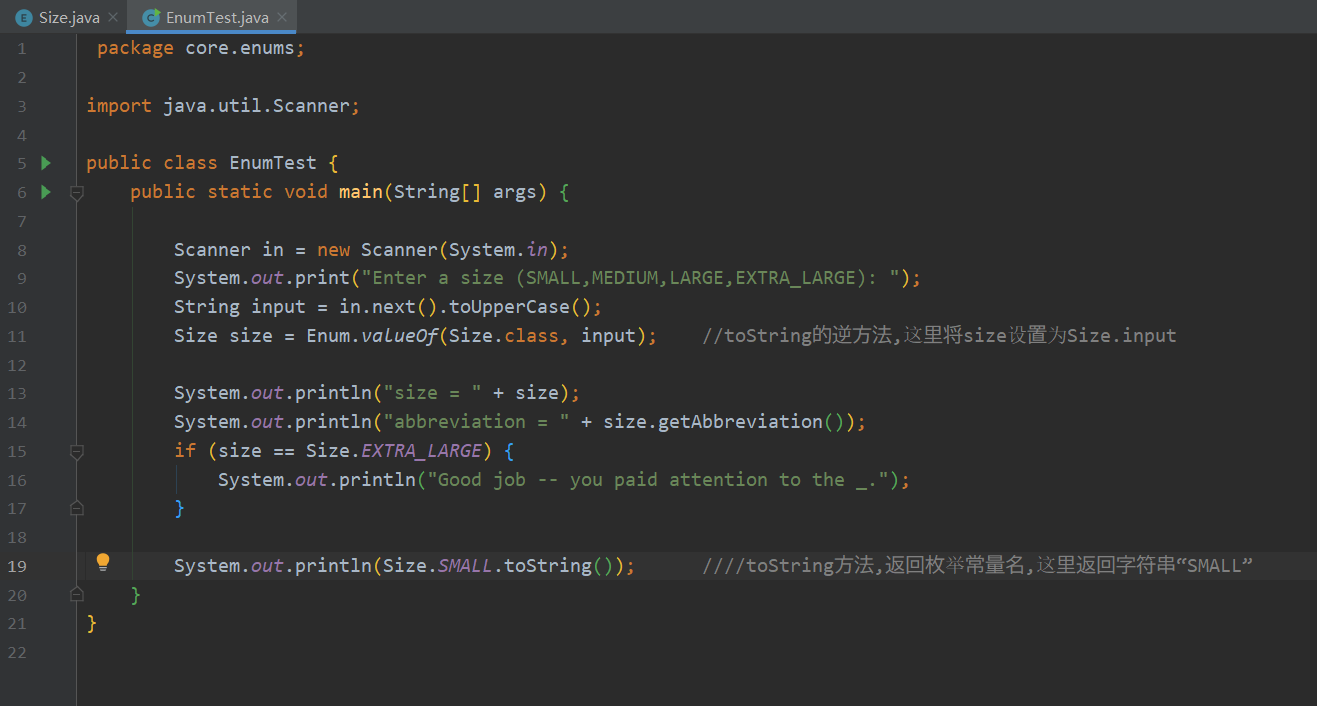 Size.java EnumTest.java
1 package core.enums;
2
3 import java.util.Scanner;
4
5 public class EnumTest {
6 public static void main(String[] args) {
7
8 Scanner in = new Scanner(System.in);
9 System.out.print("Enter a size (SMALL,MEDIUM,LARGE,EXTRA_LARGE): ");
10 String input = in.next().toUpperCase();
11 Size size = Enum.valueOf(Size.class, input); //toString的逆方法,这里将size设置为Size.input
12
13 System.out.println("size = " + size);
14 System.out.println("abbreviation = " + size.getAbbreviation());
15 if (size == Size.EXTRA_LARGE) {
16 System.out.println("Good job -- you paid attention to the _.");
17 }
18
19 System.out.println(Size.SMALL.toString()); ////toString方法,返回枚举常量名,这里返回字符串“SMALL”
20 }
21 }
22